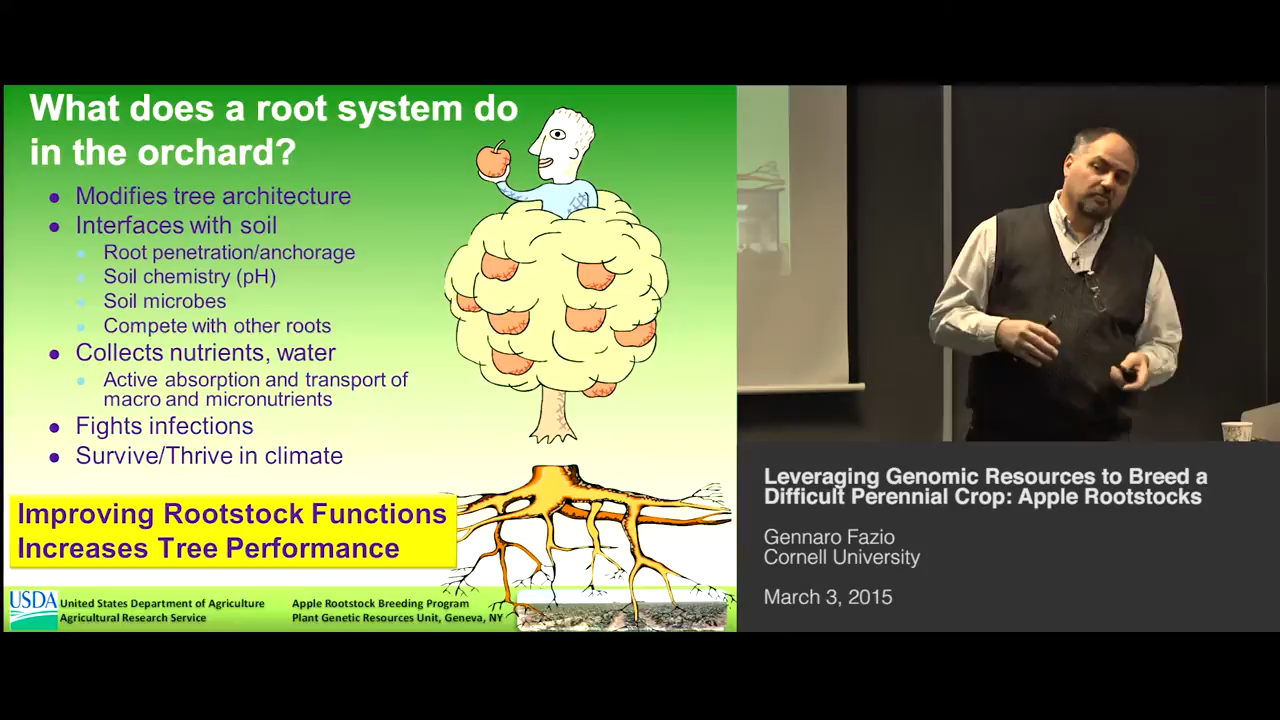 What does a root system do
in the orchard?
● Modifies tree architecture
● Interfaces with soil
● Root penetration/anchorage
● Soil chemistry (pH)
● Soil microbes
● Compete with other roots
● Collects nutrients, water
● Active absorption and transport of
macro and micronutrients
● Fights infections
● Survive/Thrive in climate
Improving Rootstock Functions
Increases Tree Performance
USDA
United States Department of Agriculture
Agricultural Research Service
Apple Rootstock Breeding Program
Plant Genetic Resources Unit, Geneva, NY
Leveraging Genomic Resources to Breed a
Difficult Perennial Crop: Apple Rootstocks
Gennaro Fazio
Cornell University
March 3, 2015